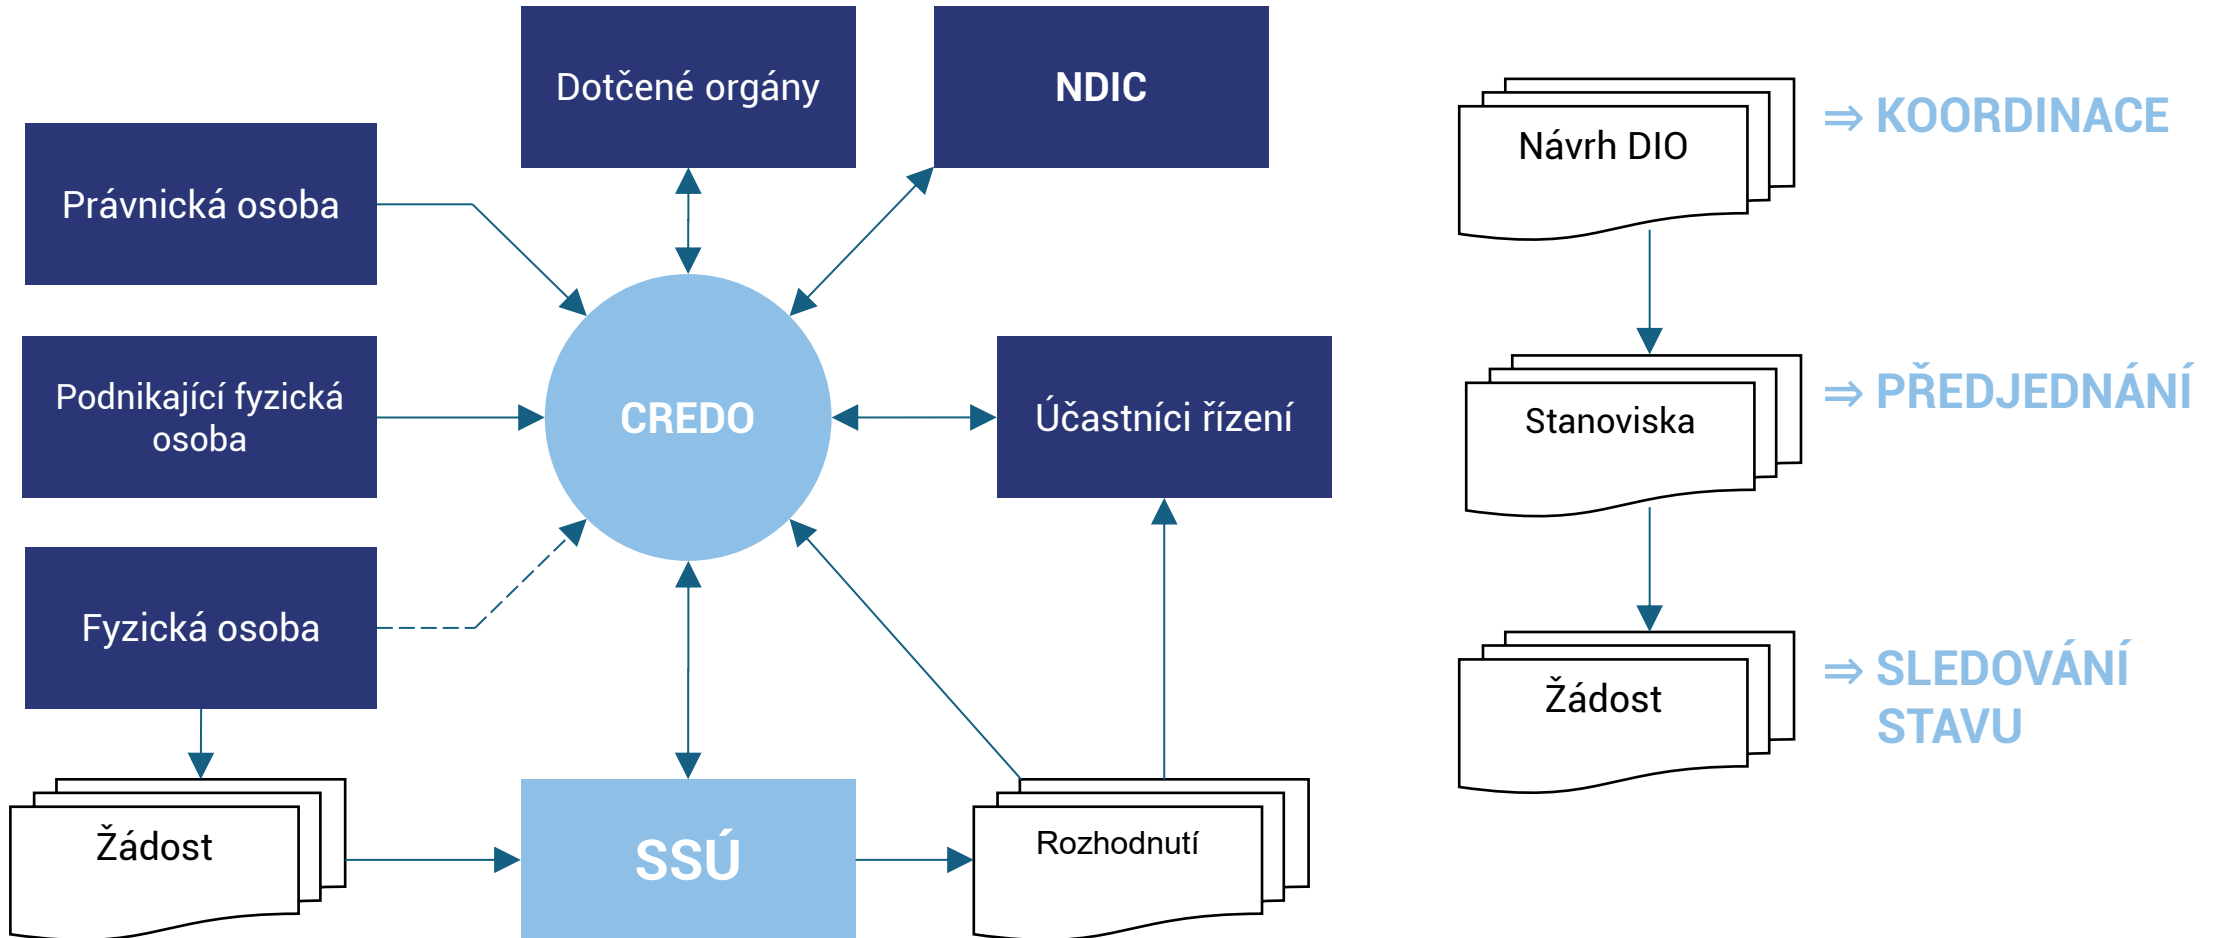 Dotčené orgány
NDIC
Právnická osoba
Podnikající fyzická
osoba
CREDO
Účastníci řízení
Fyzická osoba
Žádost
SSÚ
Rozhodnutí
Návrh DIO
⇒ KOORDINACE
Stanoviska
⇒ PŘEDJEDNÁNÍ
Žádost
⇒ SLEDOVÁNÍ
STAVU